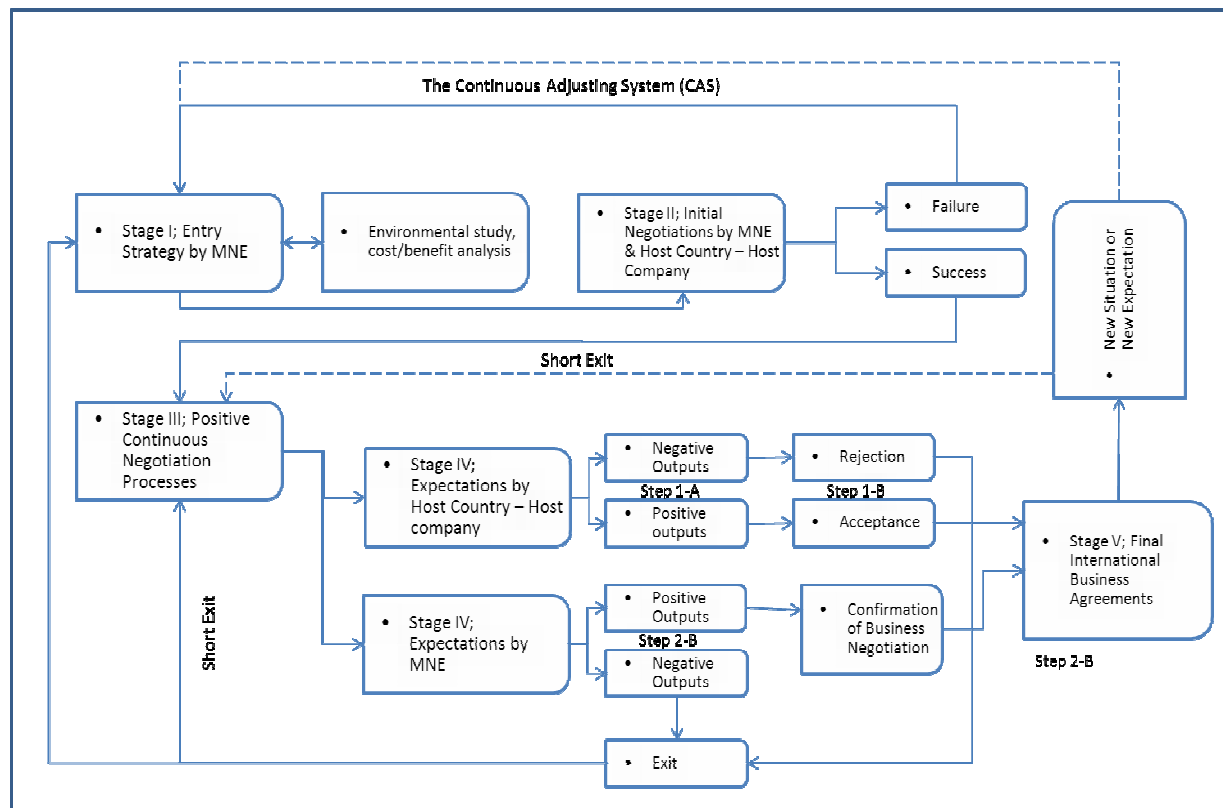 The Continuous Adjusting System (CAS)
• Stage I; Entry
Strategy by MNE
• Environmental study,
cost/benefit analysis
• Stage II; Initial
Negotiations by MNE
& Host Country – Host
Company
• Failure
• Success
• New Situation or
New Expectation
Short Exit
• Stage III; Positive
Continuous
Negotiation
Processes
• Stage IV;
Expectations by
Host Country – Host
company
• Negative
Outputs
• Rejection
Step 1-A
Step 1-B
• Positive
outputs
• Acceptance
• Stage V; Final
International
Business
Agreements
Step 2-B
Short Exit
• Stage IV;
Expectations by
MNE
• Positive
Outputs
Step 2-B
• Negative
Outputs
• Confirmation
of Business
Negotiation
• Exit